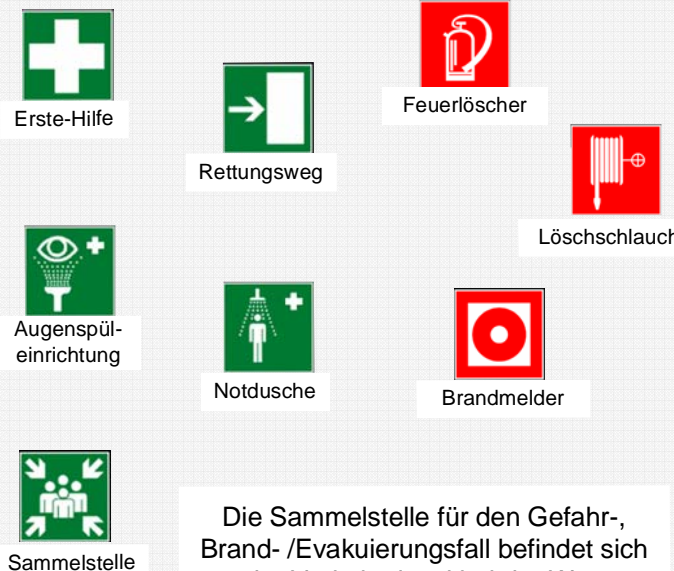 Erste-Hilfe
Rettungsweg
Feuerlöscher
Löschschlauch
Augenspül-
einrichtung
Notdusche
Brandmelder
Sammelstelle
Die Sammelstelle für den Gefahr-,
Brand- /Evakuierungsfall befindet sich